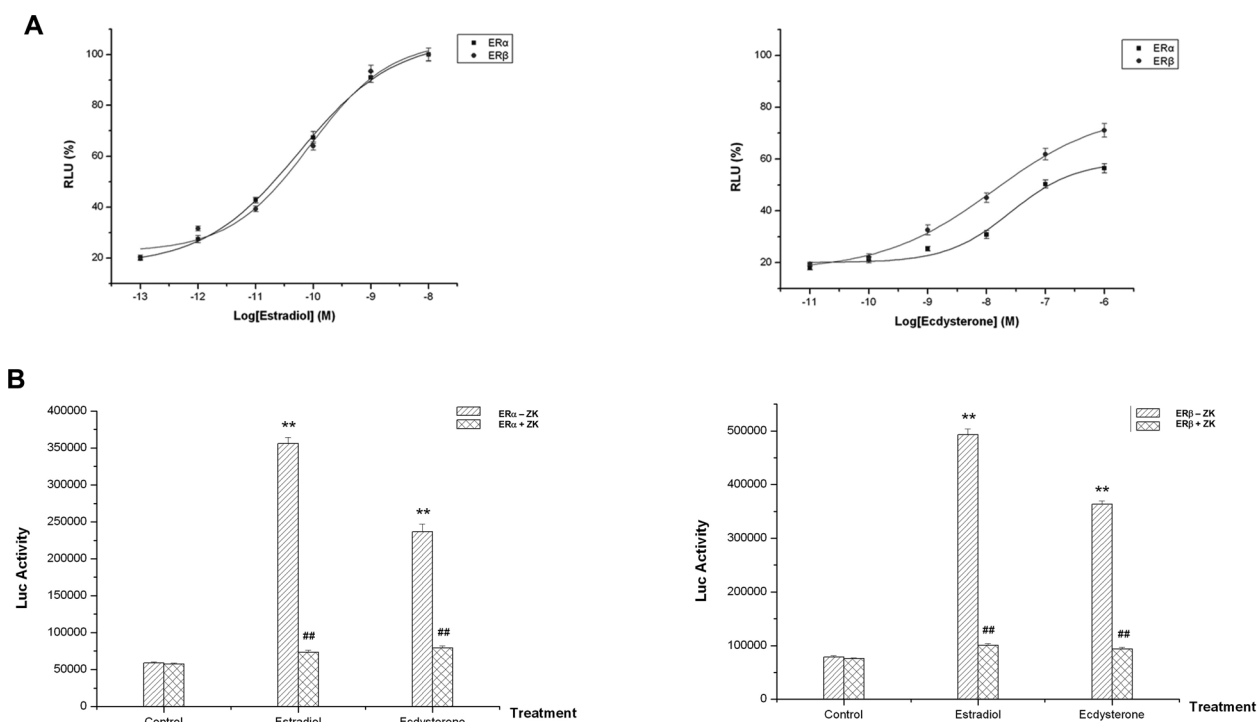 A
ERα
ERβ
100
80
60
40
20
RLU (%)
-13 -12 -11 -10 -9 -8
Log[Estradiol] (M)
ERα
ERβ
100
80
60
40
20
RLU (%)
-11 -10 -9 -8 -7 -6
Log[Ecdysterone] (M)
B
ERα – ZK
ERα + ZK
400000
350000
300000
250000
200000
150000
100000
50000
0
Luc Activity
**
##
**
##
Control Estradiol Ecdysterone
Treatment
ERβ – ZK
ERβ + ZK
500000
400000
300000
200000
100000
0
Luc Activity
**
##
**
##
Control Estradiol Ecdysterone
Treatment